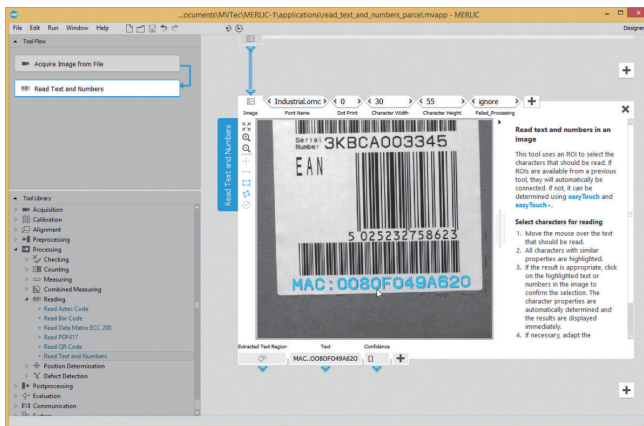 ...ocuments\MVTec\MERLIC-1\applications\read_text_and_numbers_parcel.mvapp - MERLIC
File Edit Run Window Help
Designer
Tool Flow
Acquire Image from File
Read Text and Numbers
Tool Library
Acquisition
Calibration
Alignment
Preprocessing
Processing
Checking
Counting
Measuring
Combined Measuring
Reading
Read Aztec Code
Read Bar Code
Read Data Matrix ECC 200
Read PDF417
Read QR Code
Read Text and Numbers
Position Determination
Defect Detection
Postprocessing
Evaluation
Communication
Industrial.omc 0 30 55 ignore
Image Font Name Dot Print Character Width Character Height Failed_Processing
Read Text and Numbers
Serial
Number 3KBCA003345
EAN
5 025232758623
MAC:0080F049A620
Extracted Text Region Text Confidence
MAC..0080F049A620 []
Read text and numbers in an
image
This tool uses an ROI to select the
characters that should be read. If
ROIs are available from a previous
tool, they will automatically be
connected. If not, it can be
determined using easyTouch and
easyTouch+.
Select characters for reading
1. Move the mouse over the text
that should be read.
2. All characters with similar
properties are highlighted.
3. If the result is appropriate, click
on the highlighted text or
numbers in the image to
confirm the selection. The
character properties are
automatically determined and
the results are displayed
immediately.
4. If necessary, adapt the